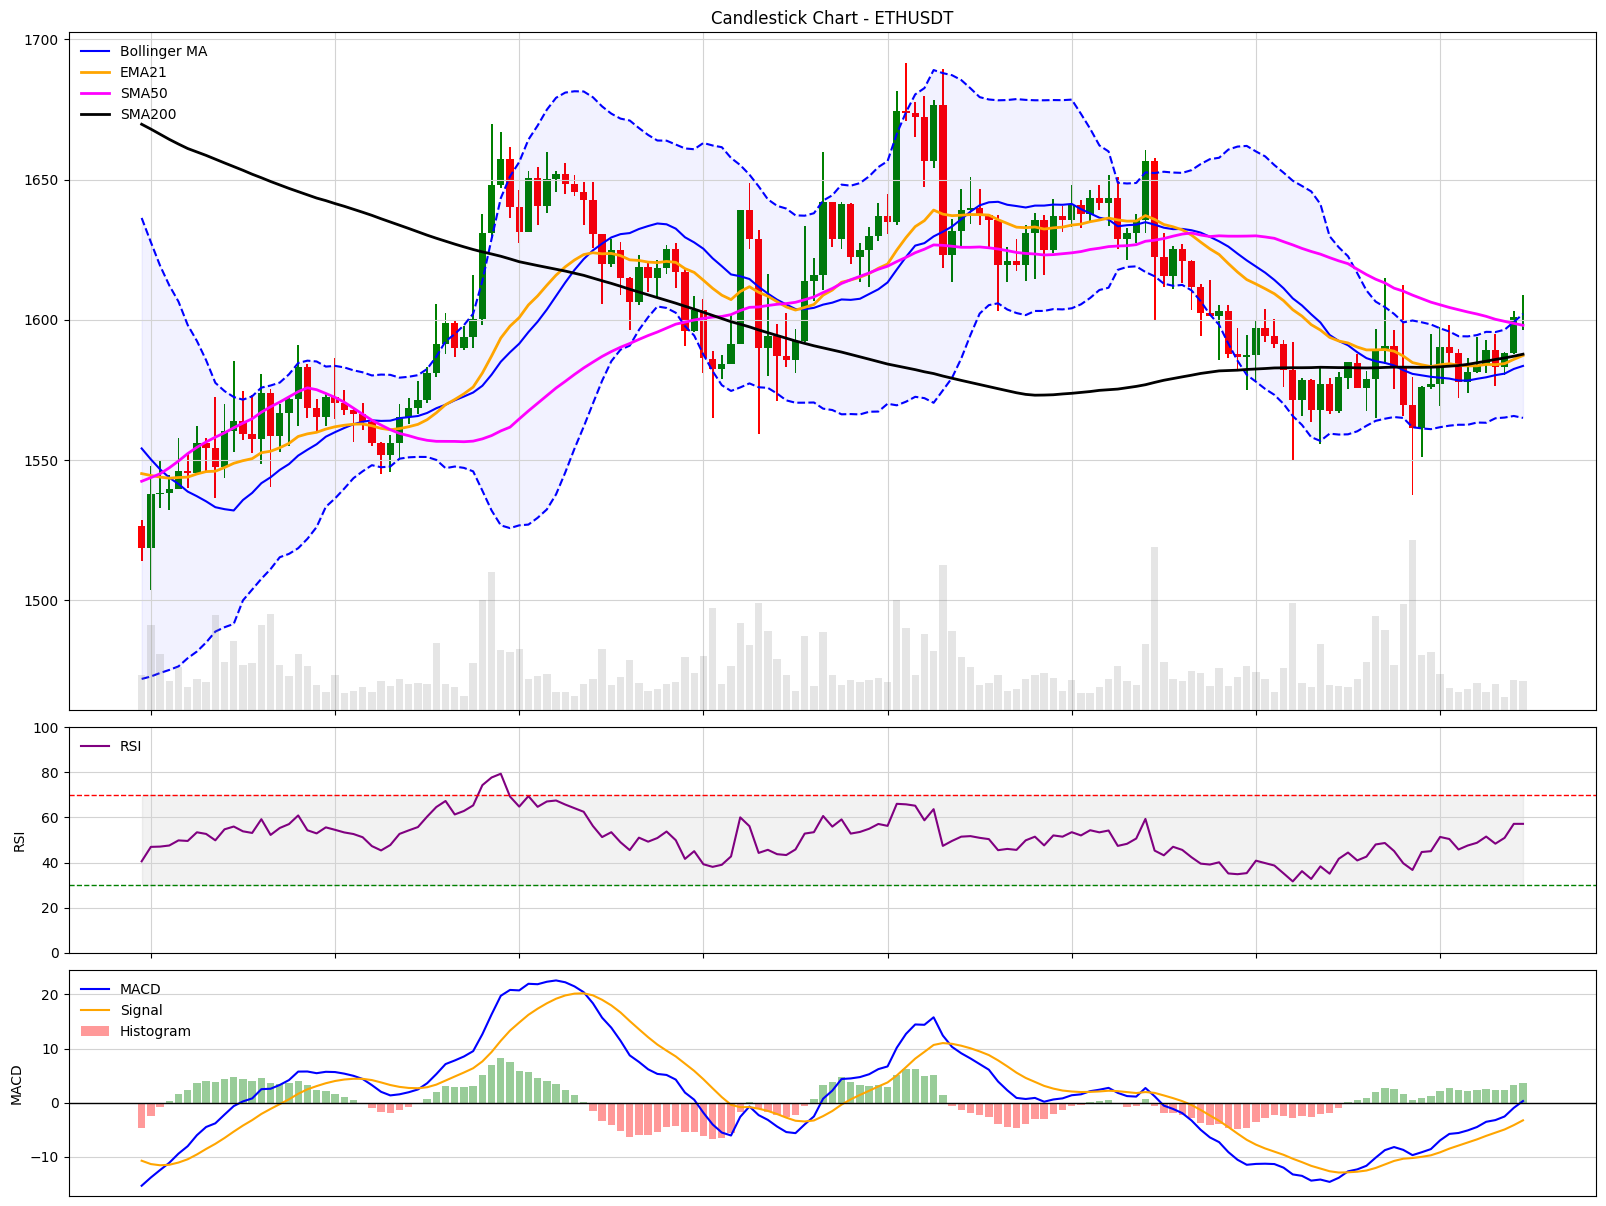 Candlestick Chart - ETHUSDT
1700
1650
1600
1550
1500
Bollinger MA
EMA21
SMA50
SMA200
100
80
60
40
20
0
RSI
RSI
20
10
0
−10
MACD
MACD
Signal
Histogram